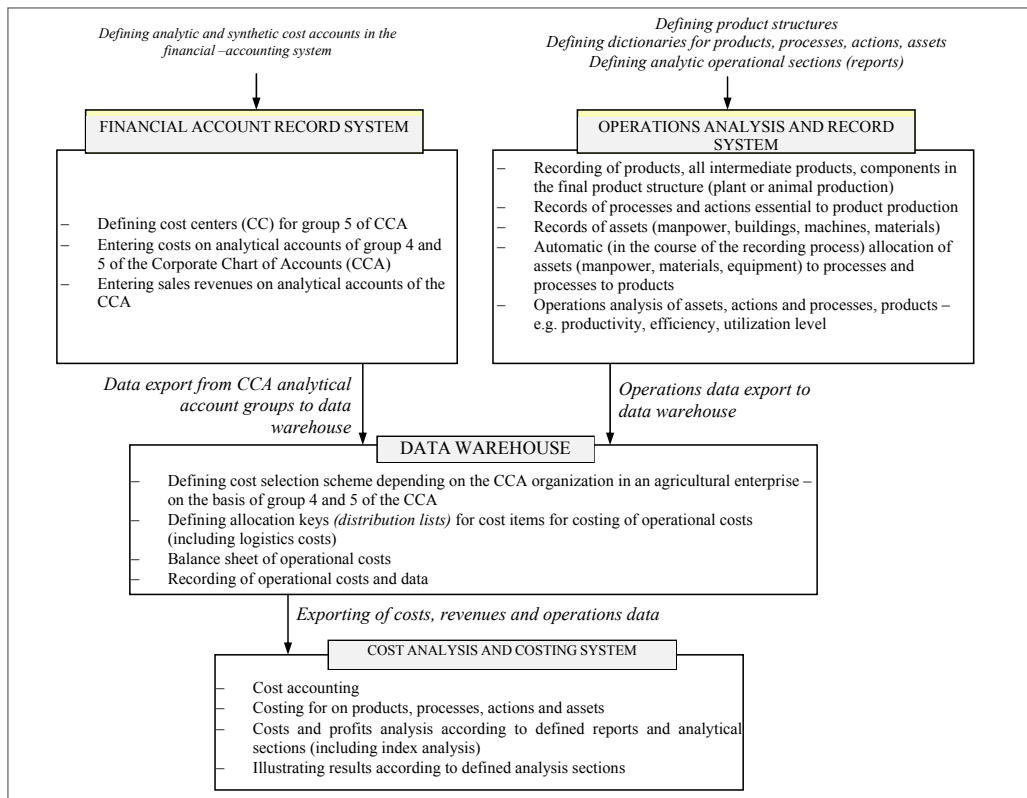 Defining analytic and synthetic cost accounts in the
financial –accounting system
Defining product structures
Defining dictionaries for products, processes, actions, assets
Defining analytic operational sections (reports)
FINANCIAL ACCOUNT RECORD SYSTEM
– Defining cost centers (CC) for group 5 of CCA
– Entering costs on analytical accounts of group 4 and
5 of the Corporate Chart of Accounts (CCA)
– Entering sales revenues on analytical accounts of the
CCA
OPERATIONS ANALYSIS AND RECORD
SYSTEM
– Recording of products, all intermediate products, components in
the final product structure (plant or animal production)
– Records of processes and actions essential to product production
– Records of assets (manpower, buildings, machines, materials)
– Automatic (in the course of the recording process) allocation of
assets (manpower, materials, equipment) to processes and
processes to products
– Operations analysis of assets, actions and processes, products –
e.g. productivity, efficiency, utilization level
Data export from CCA analytical
account groups to data
warehouse
Operations data export to
data warehouse
DATA WAREHOUSE
– Defining cost selection scheme depending on the CCA organization in an agricultural enterprise –
on the basis of group 4 and 5 of the CCA
– Defining allocation keys (distribution lists) for cost items for costing of operational costs
(including logistics costs)
– Balance sheet of operational costs
– Recording of operational costs and data
Exporting of costs, revenues and operations data
COST ANALYSIS AND COSTING SYSTEM
– Cost accounting
– Costing for on products, processes, actions and assets
– Costs and profits analysis according to defined reports and analytical
sections (including index analysis)
– Illustrating results according to defined analysis sections